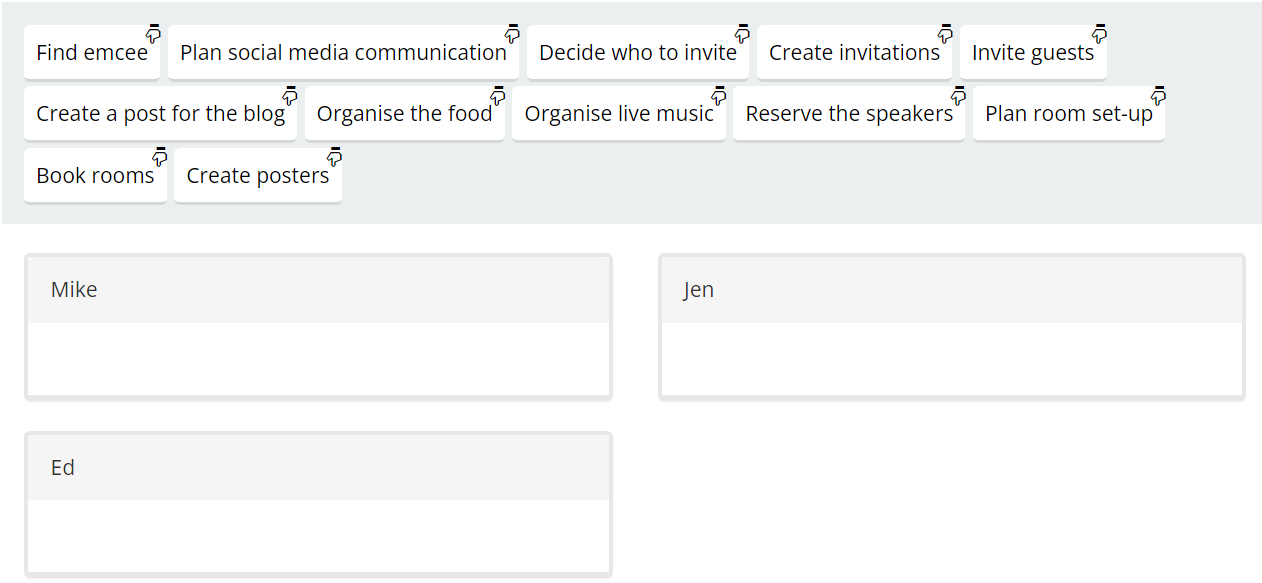 Find emcee Plan social media communication Decide who to invite Create invitations Invite guests
Create a post for the blog Organise the food Organise live music Reserve the speakers Plan room set-up
Book rooms Create posters
Mike
Jen
Ed